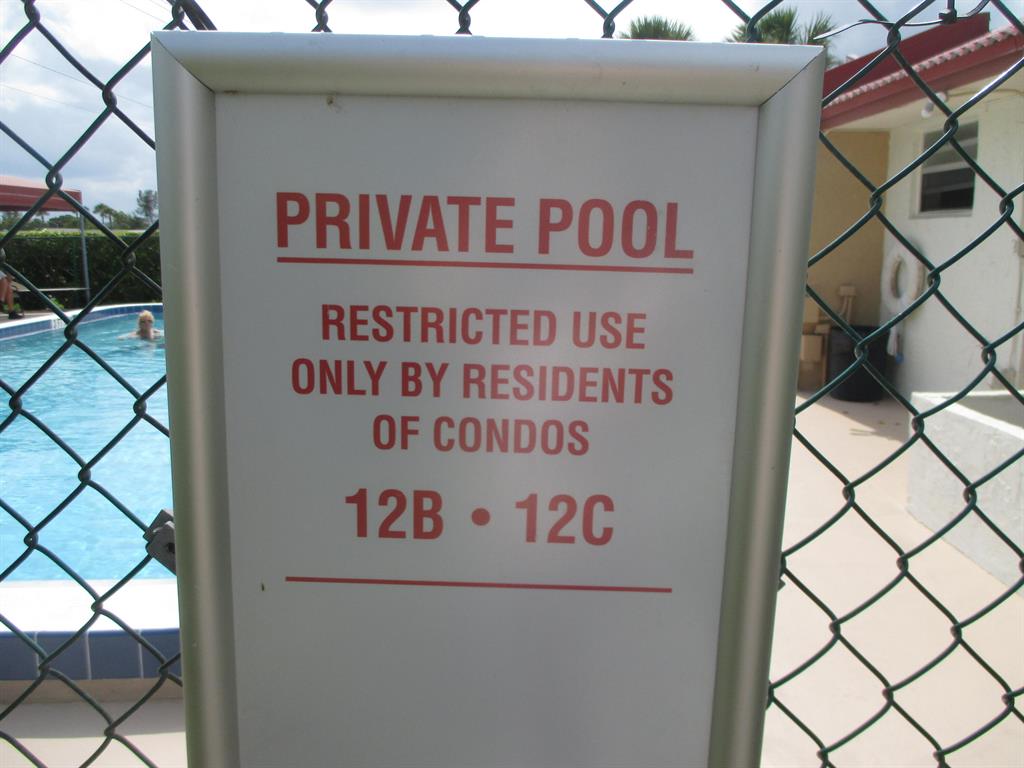 PRIVATE POOL
RESTRICTED USE
ONLY BY RESIDENTS
OF CONDOS
12B • 12C